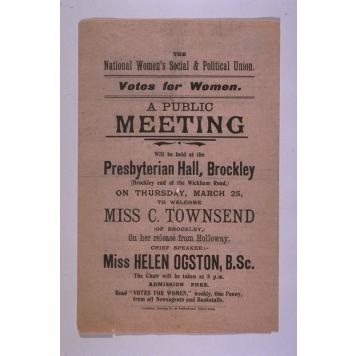 THE
National Women's Social & Political Union.
Votes for Women.
A PUBLIC
MEETING
Will be held at the
Presbyterian Hall, Brockley
(Brockley end of the Wickham Road,)
ON THURSDAY, MARCH 25,
TO WELCOME
MISS C. TOWNSEND
(OF BROCKLEY,)
On her release from Holloway.
CHIEF SPEAKER:-
Miss HELEN OGSTON, B.Sc.
The Chair will be taken at 8 p.m.
ADMISSION FREE.
Read "VOTES FOR WOMEN," weekly, One Penny,
from all Newsagents and Bookstalls.